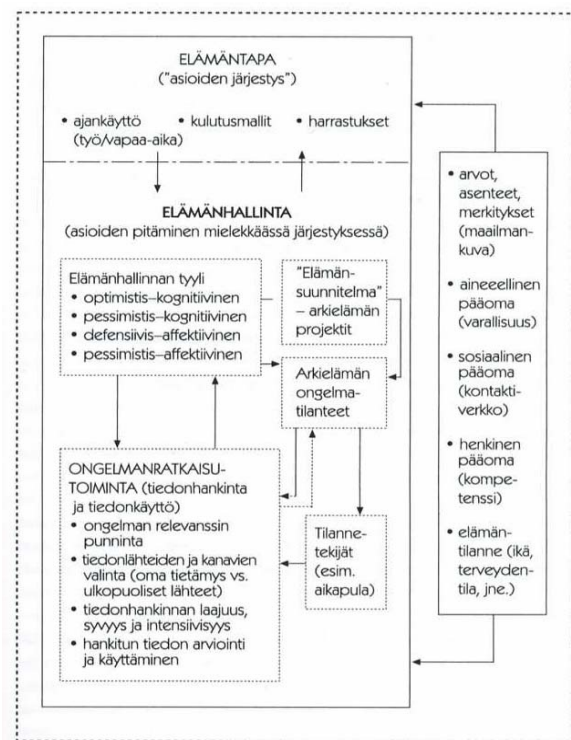 ELÄMÄNTAPA
("asioiden järjestys")
• ajankäyttö
(työ/vapaa-aika)
• kulutusmallit
• harrastukset
ELÄMÄNHALLINTA
(asioiden pitäminen mielekkäässä järjestyksessä)
Elämänhallinnan tyyli
• optimistis–kognitiivinen
• pessimistis–kognitiivinen
• defensiivis–affektiivinen
• pessimistis–affektiivinen
"Elämän-
suunnitelma"
– arkielämän
projektit
Arkielämän
ongelma-
tilanteet
ONGELMANRATKAISU-
TOIMINTA (tiedonhankinta
ja tiedonkäyttö)
• ongelman relevanssin
punninta
• tiedonlähteiden ja kanavien
valinta (oma tietämys vs.
ulkopuoliset lähteet)
• tiedonhankinnan laajuus,
syvyys ja intensiivisyys
• hankitun tiedon arviointi
ja käyttäminen
Tilanne-
tekijät
(esim.
aikapula)
• arvot,
asenteet,
merkitykset
(maailman-
kuva)
• aineeellinen
pääoma
(varallisuus)
• sosiaalinen
pääoma
(kontakti-
verkko)
• henkinen
pääoma
(kompe-
tenssi)
• elämän-
tilanne (ikä,
terveyden-
tila, jne.)